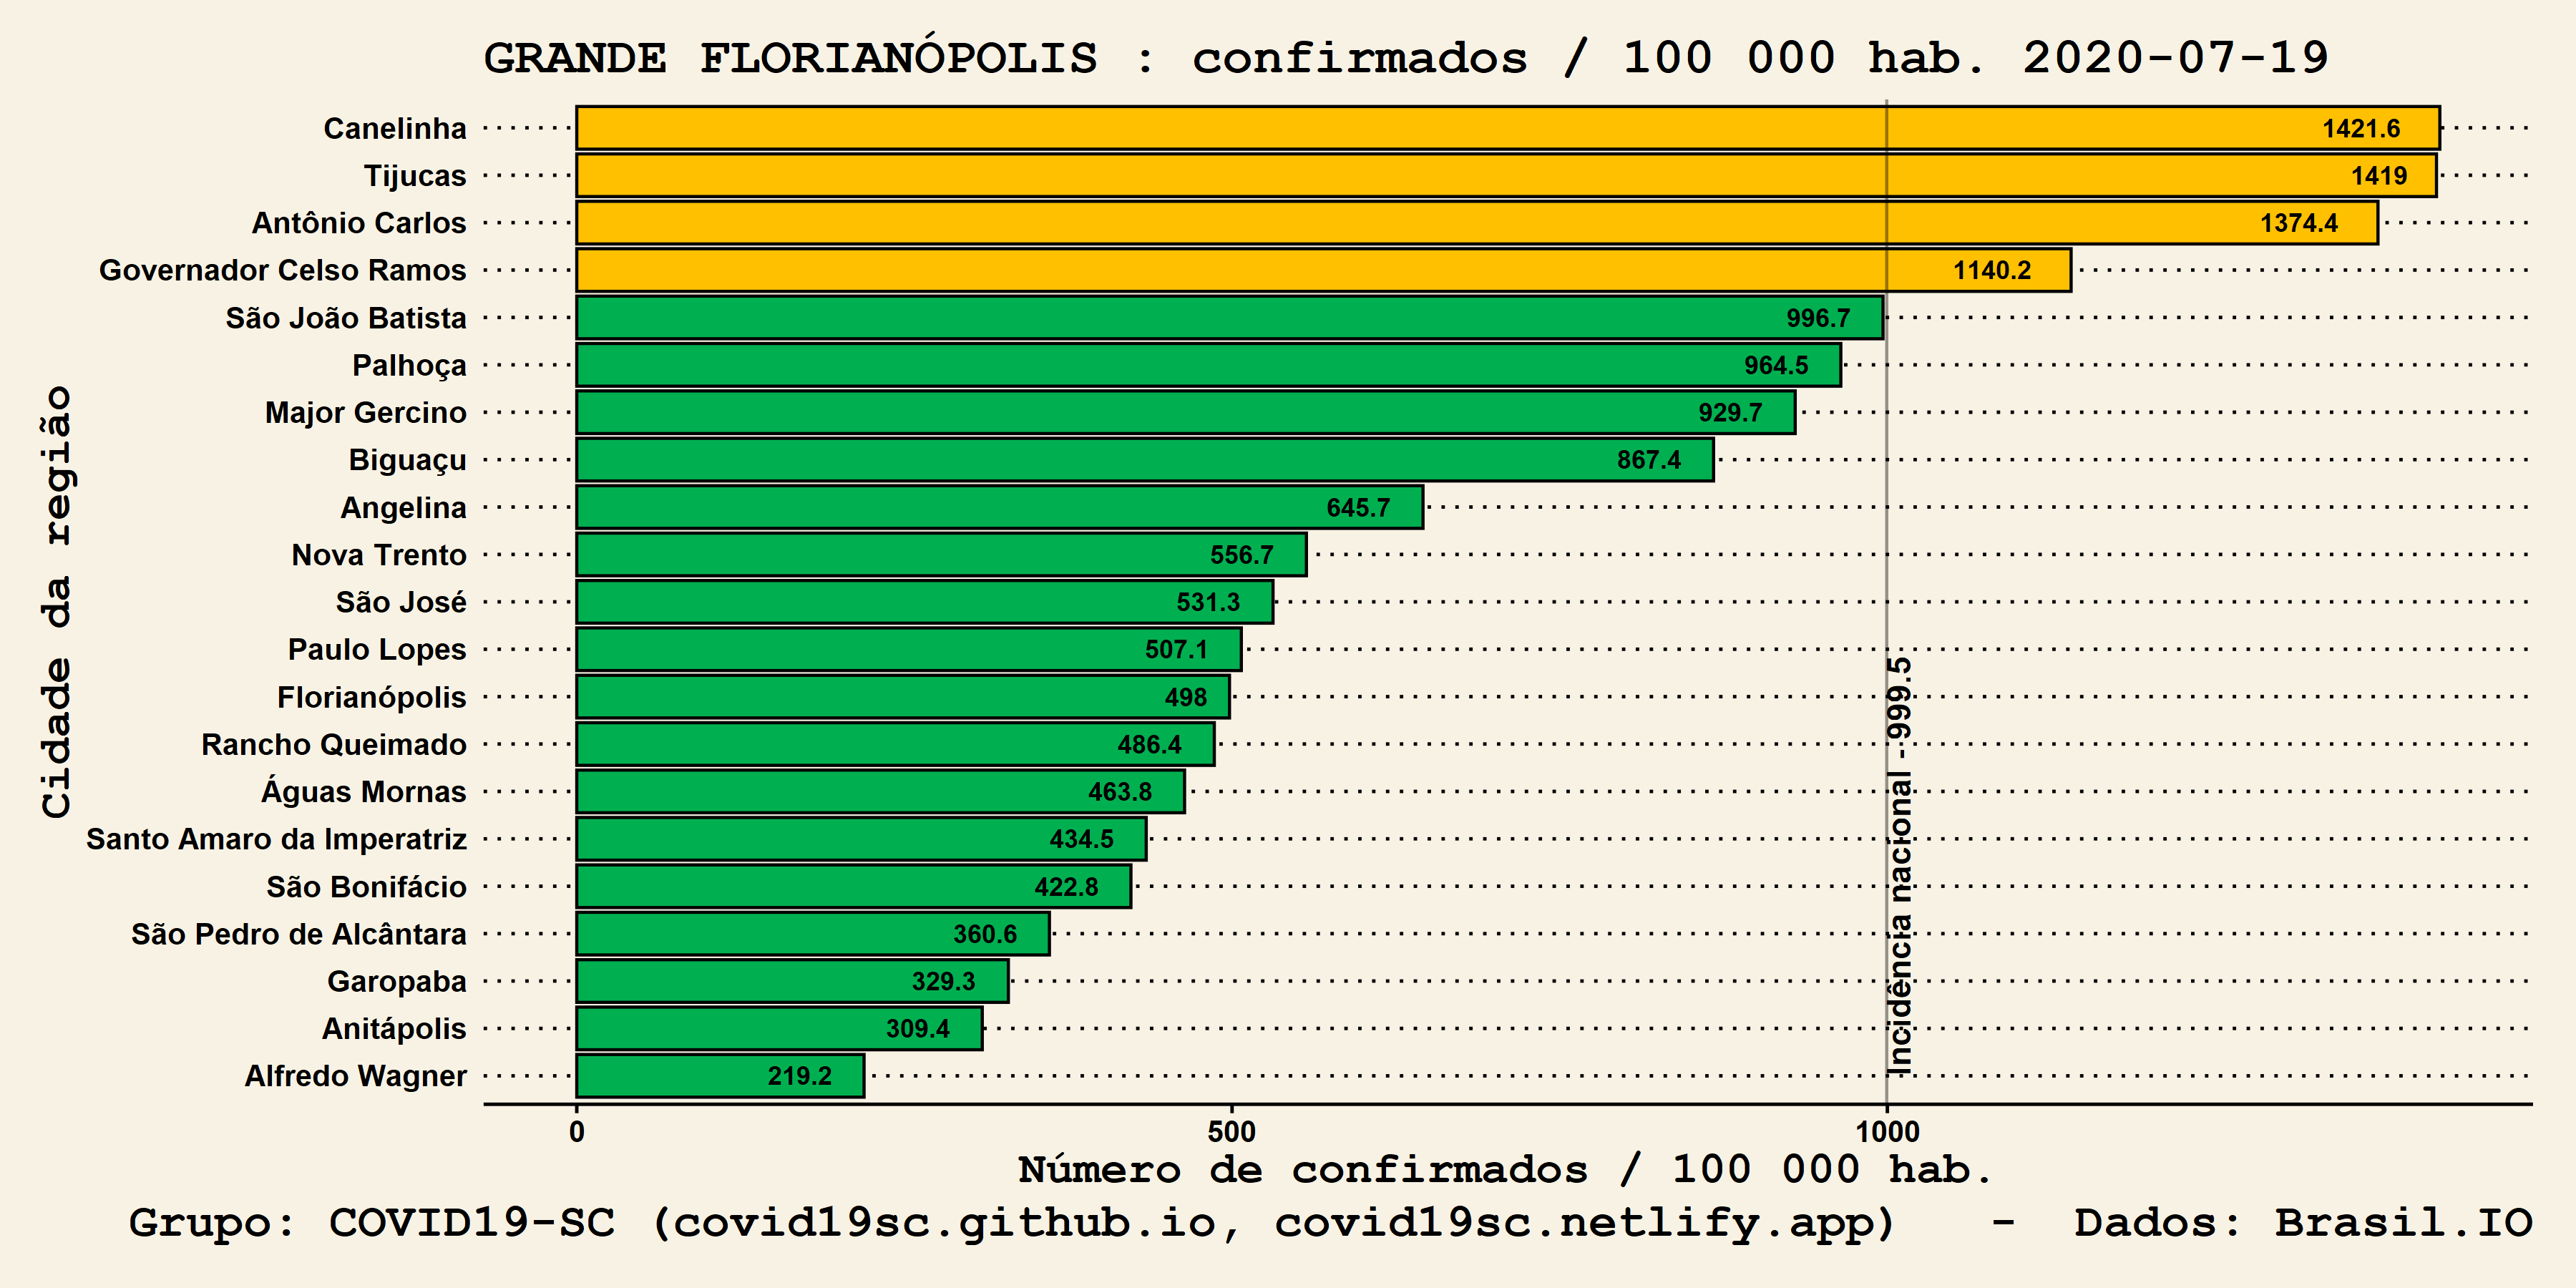 GRANDE FLORIANÓPOLIS : confirmados / 100 000 hab. 2020-07-19
Cidade da região
Canelinha 1421.6
Tijucas 1419
Antônio Carlos 1374.4
Governador Celso Ramos 1140.2
São João Batista 996.7
Palhoça 964.5
Major Gercino 929.7
Biguaçu 867.4
Angelina 645.7
Nova Trento 556.7
São José 531.3
Paulo Lopes 507.1
Florianópolis 498
Rancho Queimado 486.4
Águas Mornas 463.8
Santo Amaro da Imperatriz 434.5
São Bonifácio 422.8
São Pedro de Alcântara 360.6
Garopaba 329.3
Anitápolis 309.4
Alfredo Wagner 219.2
Incidência nacional - 999.5
0 500 1000
Número de confirmados / 100 000 hab.
Grupo: COVID19-SC (covid19sc.github.io, covid19sc.netlify.app) - Dados: Brasil.IO